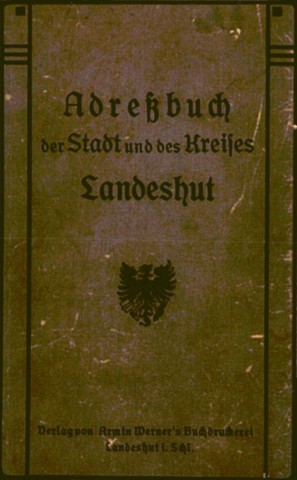 Adreßbuch
der Stadt und des Kreises
Landeshut
Verlag von Armin Werner's Buchdruckerei
Landeshut i. Schl.